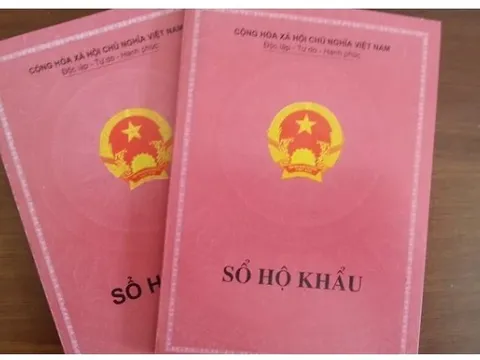 CỘNG HÒA XÃ HỘI CHỦ NGHĨA VIỆT NAM
Độc lập - Tự do - Hạnh phúc
SỔ H
CỘNG HÒA XÃ HỘI CHỦ NGHĨA VIỆT NAM
Độc lập - Tự do - Hạnh phúc
SỔ HỘ KHẨU